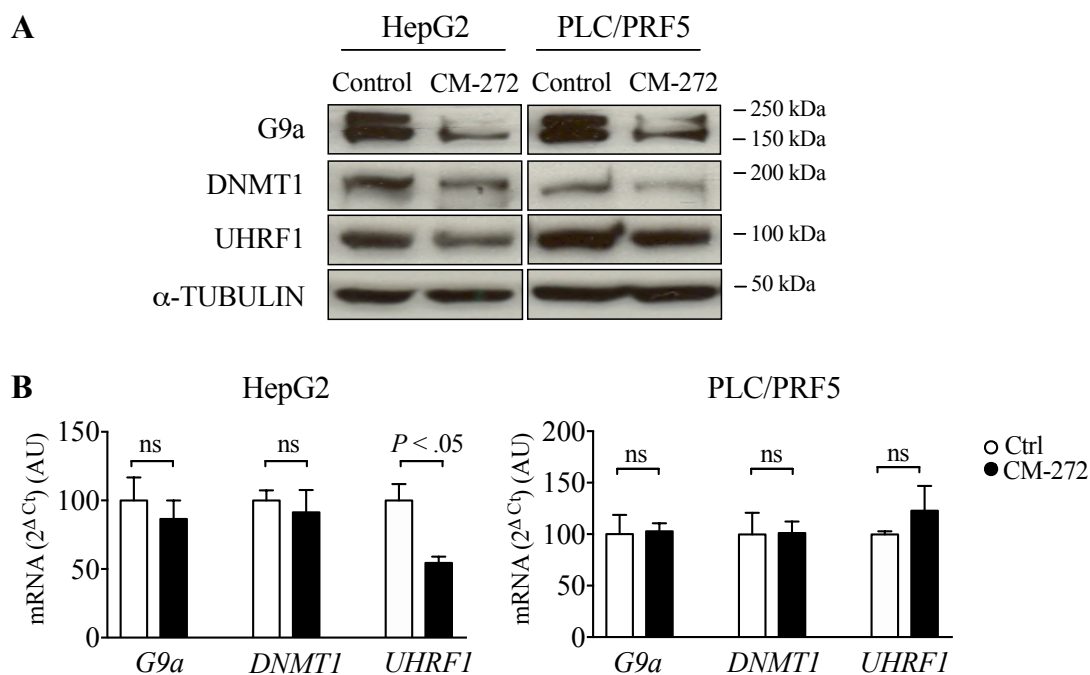 A
HepG2 PLC/PRF5
Control CM-272 Control CM-272
G9a – 250 kDa
– 150 kDa
DNMT1 – 200 kDa
UHRF1 – 100 kDa
α-TUBULIN – 50 kDa
B HepG2 PLC/PRF5
mRNA (2^ΔCt) (AU)
150
100
50
0
ns ns P < .05
G9a DNMT1 UHRF1
mRNA (2^ΔCt) (AU)
200
150
100
50
0
ns ns ns
G9a DNMT1 UHRF1
Ctrl
CM-272